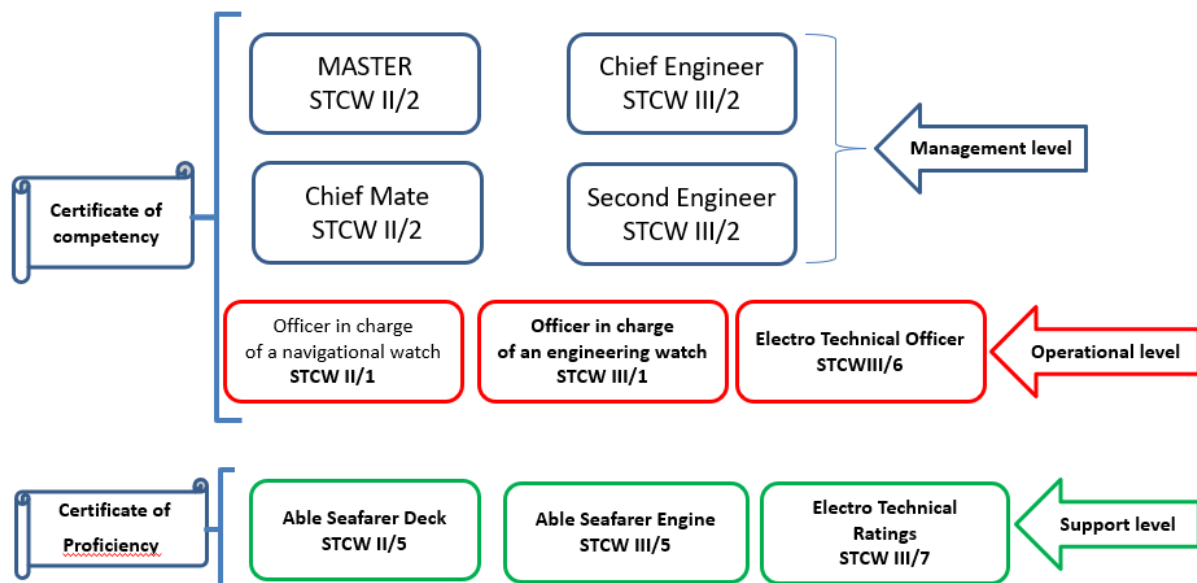 MASTER
STCW II/2
Chief Engineer
STCW III/2
Management level
Chief Mate
STCW II/2
Second Engineer
STCW III/2
Certificate of
competency
Officer in charge
of a navigational watch
STCW II/1
Officer in charge
of an engineering watch
STCW III/1
Electro Technical Officer
STCWIII/6
Operational level
Certificate of
Proficiency
Able Seafarer Deck
STCW II/5
Able Seafarer Engine
STCW III/5
Electro Technical
Ratings
STCW III/7
Support level